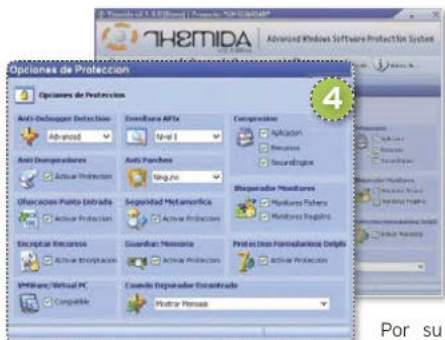 THEMIDA
Advanced Windows Software Protection System
Opciones de Proteccion
4
Opciones de Proteccion
Anti-Debugger Detection
Advanced
Envoltura APIs
Nivel 1
Compresion
Aplicacion
Recursos
SecureEngine
Anti Dumpeadores
Activar Proteccion
Anti Parcheo
Ninguno
Bloqueador Monitores
Monitores Fichero
Monitores Registro
Ofuscacion Punto Entrada
Activar Proteccion
Seguridad Metamorfica
Activar Proteccion
Encriptar Recursos
Activar Encriptacion
Guardian Memoria
Activar Proteccion
Protection Formularios Delphi
Activar Proteccion
VMWare/Virtual PC
Compatible
Cuando Depurador Encontrado
Mostrar Mensaje
Por su